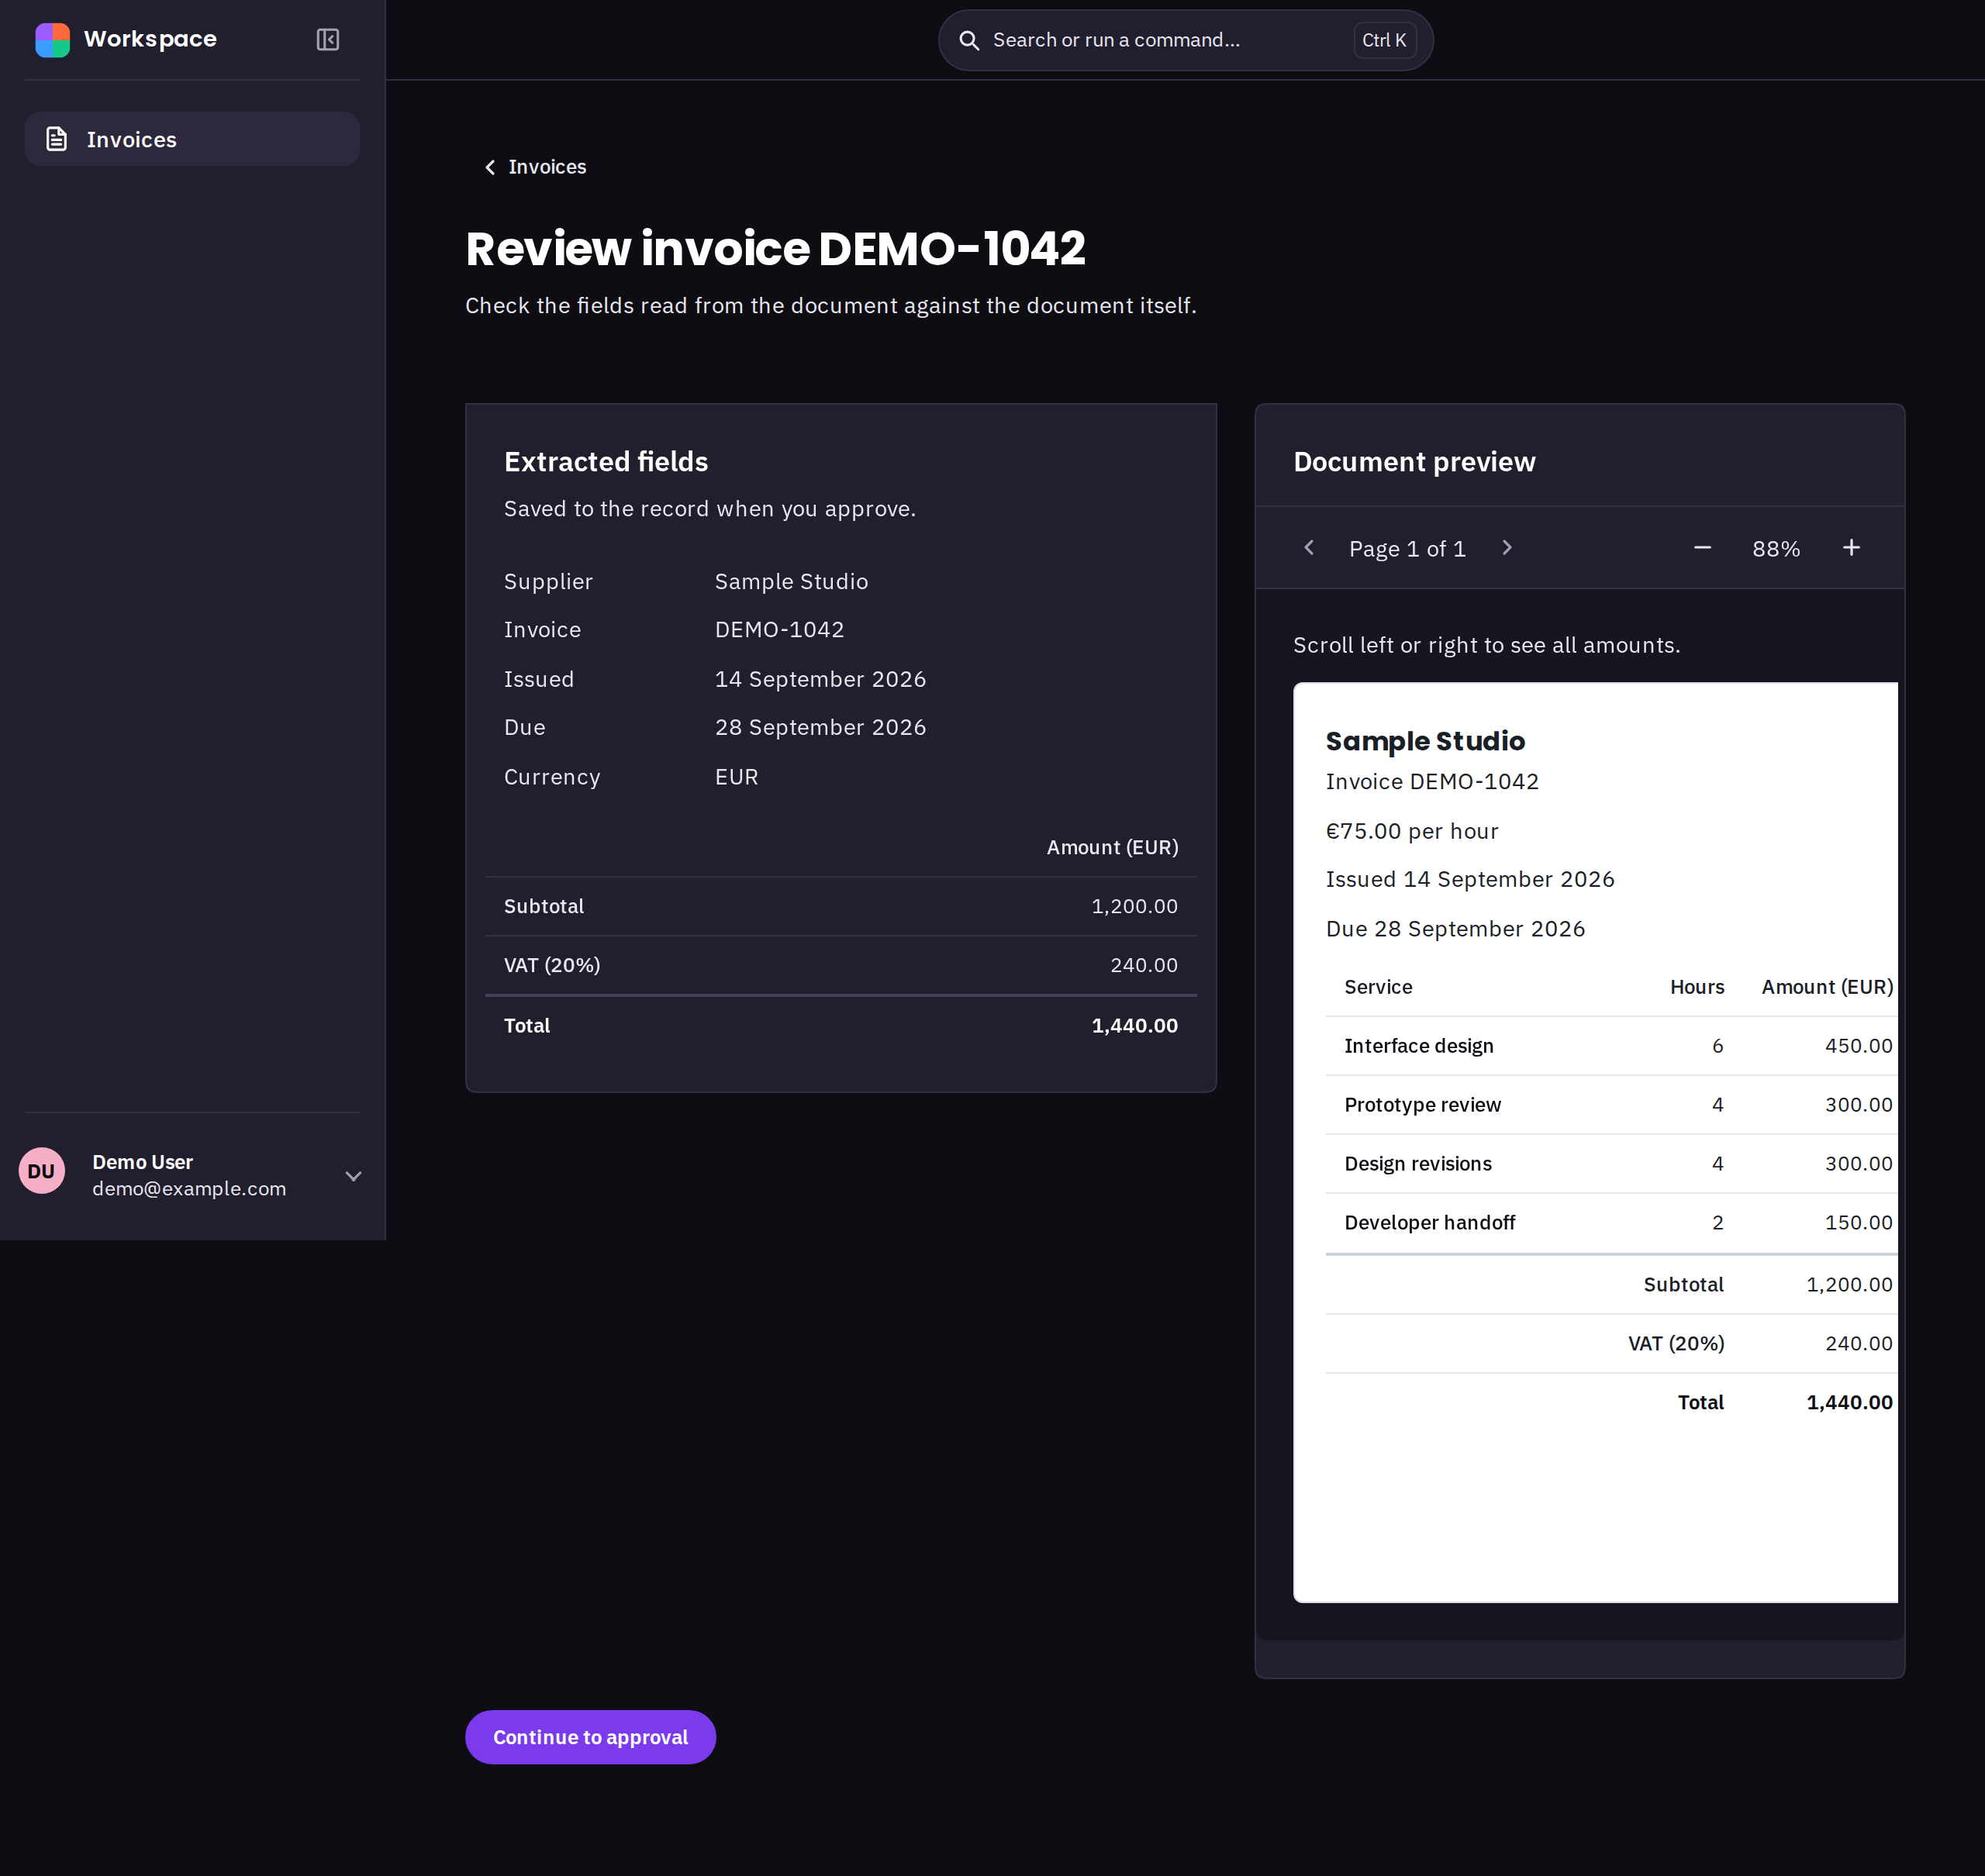 Workspace
Search or run a command...
Ctrl K
Invoices
Invoices
Review invoice DEMO-1042
Check the fields read from the document against the document itself.
Extracted fields
Saved to the record when you approve.
Supplier Sample Studio
Invoice DEMO-1042
Issued 14 September 2026
Due 28 September 2026
Currency EUR
Amount (EUR)
Subtotal 1,200.00
VAT (20%) 240.00
Total 1,440.00
Document preview
Page 1 of 1
88%
Scroll left or right to see all amounts.
Sample Studio
Invoice DEMO-1042
€75.00 per hour
Issued 14 September 2026
Due 28 September 2026
Service Hours Amount (EUR)
Interface design 6 450.00
Prototype review 4 300.00
Design revisions 4 300.00
Developer handoff 2 150.00
Subtotal 1,200.00
VAT (20%) 240.00
Total 1,440.00
DU
Demo User
demo@example.com
Continue to approval